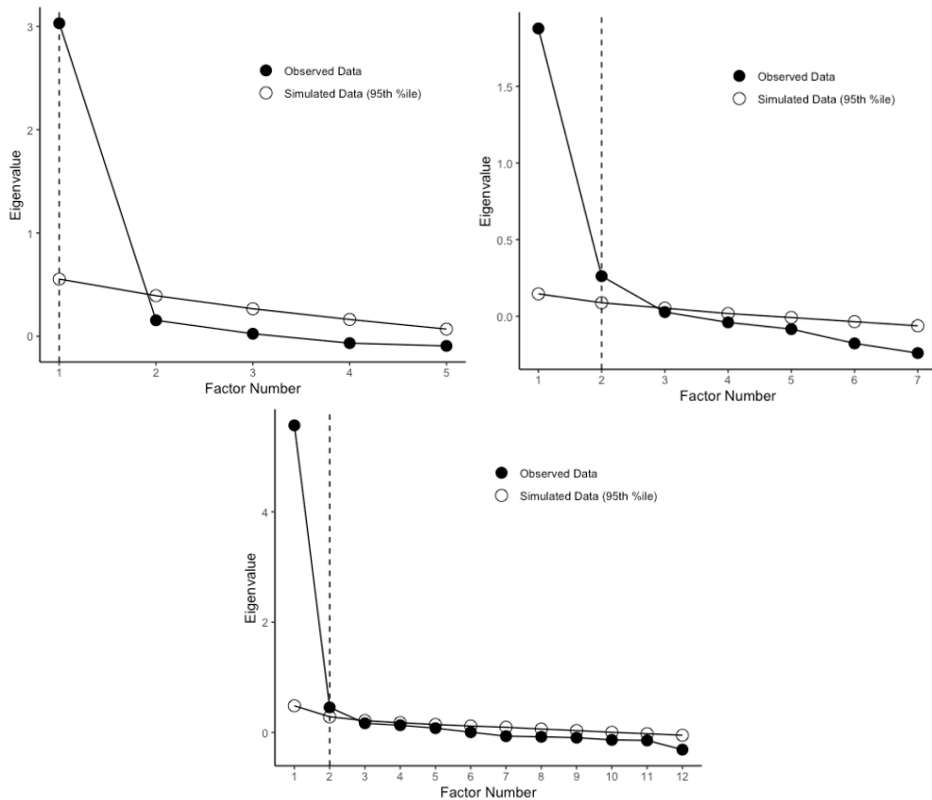 3
2
1
0
Eigenvalue
Observed Data
Simulated Data (95th %ile)
1 2 3 4 5
Factor Number
1.5
1.0
0.5
0.0
Eigenvalue
Observed Data
Simulated Data (95th %ile)
1 2 3 4 5 6 7
Factor Number
4
2
0
Eigenvalue
Observed Data
Simulated Data (95th %ile)
1 2 3 4 5 6 7 8 9 10 11 12
Factor Number